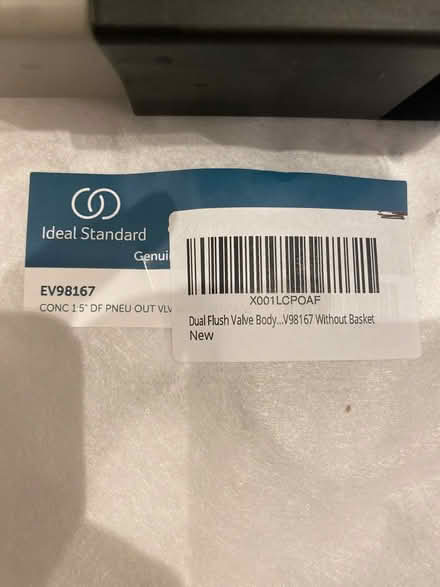 Ideal Standard
Genui
EV98167
CONC 1.5" DF PNEU OUT VLV
X001LCPOAF
Dual Flush Valve Body...V98167 Without Basket
New